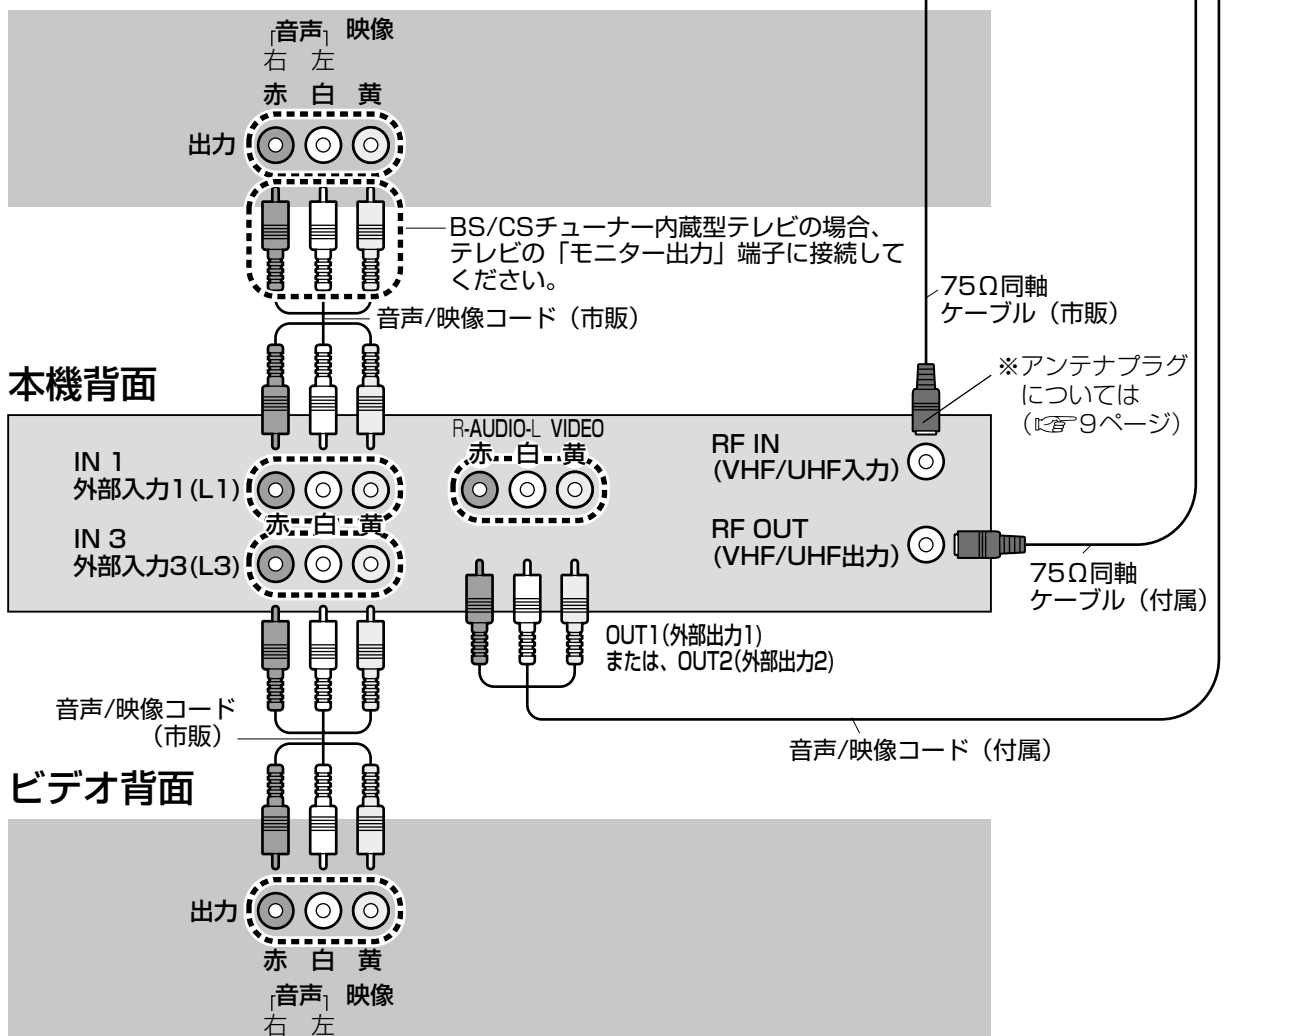 ┌音声┐ 映像
右 左
赤 白 黄
出力
BS/CSチューナー内蔵型テレビの場合、
テレビの「モニター出力」端子に接続して
ください。
音声/映像コード（市販）
75Ω同軸
ケーブル（市販）
※アンテナプラグ
については
（☞9ページ）
本機背面
R-AUDIO-L VIDEO
赤 白 黄
IN 1
外部入力1(L1)
赤 白 黄
IN 3
外部入力3(L3)
RF IN
(VHF/UHF入力)
RF OUT
(VHF/UHF出力)
75Ω同軸
ケーブル（付属）
OUT1(外部出力1)
または、OUT2(外部出力2)
音声/映像コード
（市販）
音声/映像コード（付属）
ビデオ背面
出力
赤 白 黄
┌音声┐ 映像
右 左